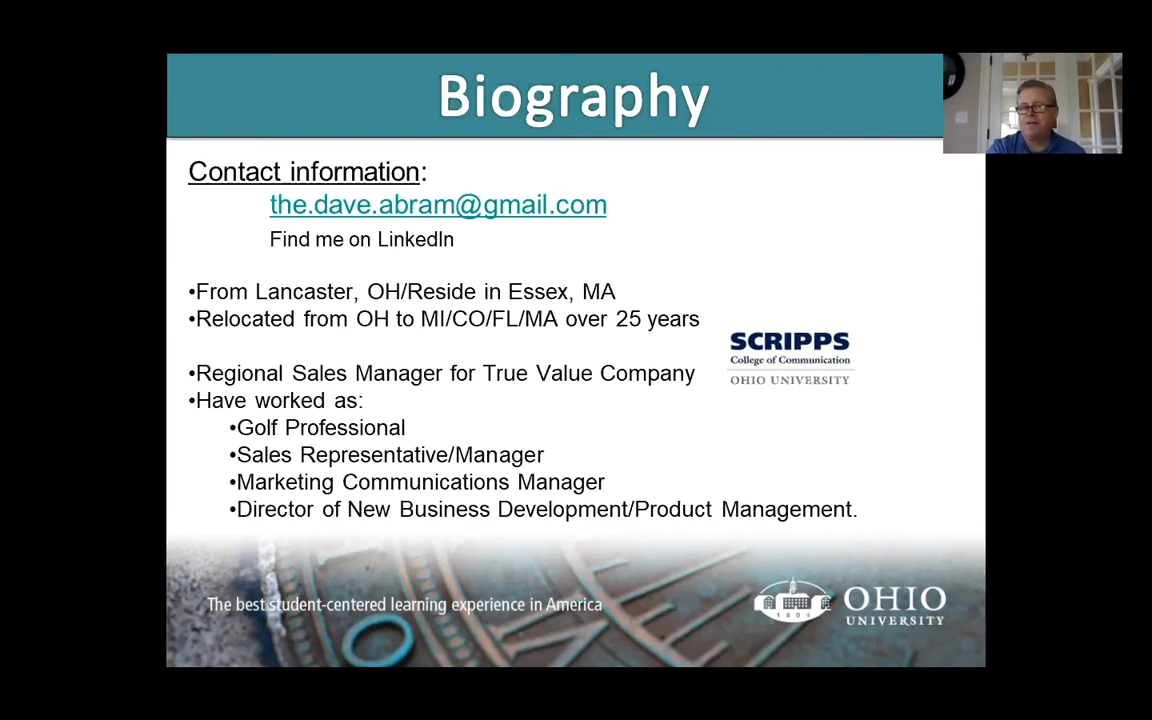 Biography
Contact information:
the.dave.abram@gmail.com
Find me on LinkedIn
•From Lancaster, OH/Reside in Essex, MA
•Relocated from OH to MI/CO/FL/MA over 25 years
SCRIPPS
College of Communication
OHIO UNIVERSITY
•Regional Sales Manager for True Value Company
•Have worked as:
•Golf Professional
•Sales Representative/Manager
•Marketing Communications Manager
•Director of New Business Development/Product Management.
The best student-centered learning experience in America
1804
OHIO
UNIVERSITY